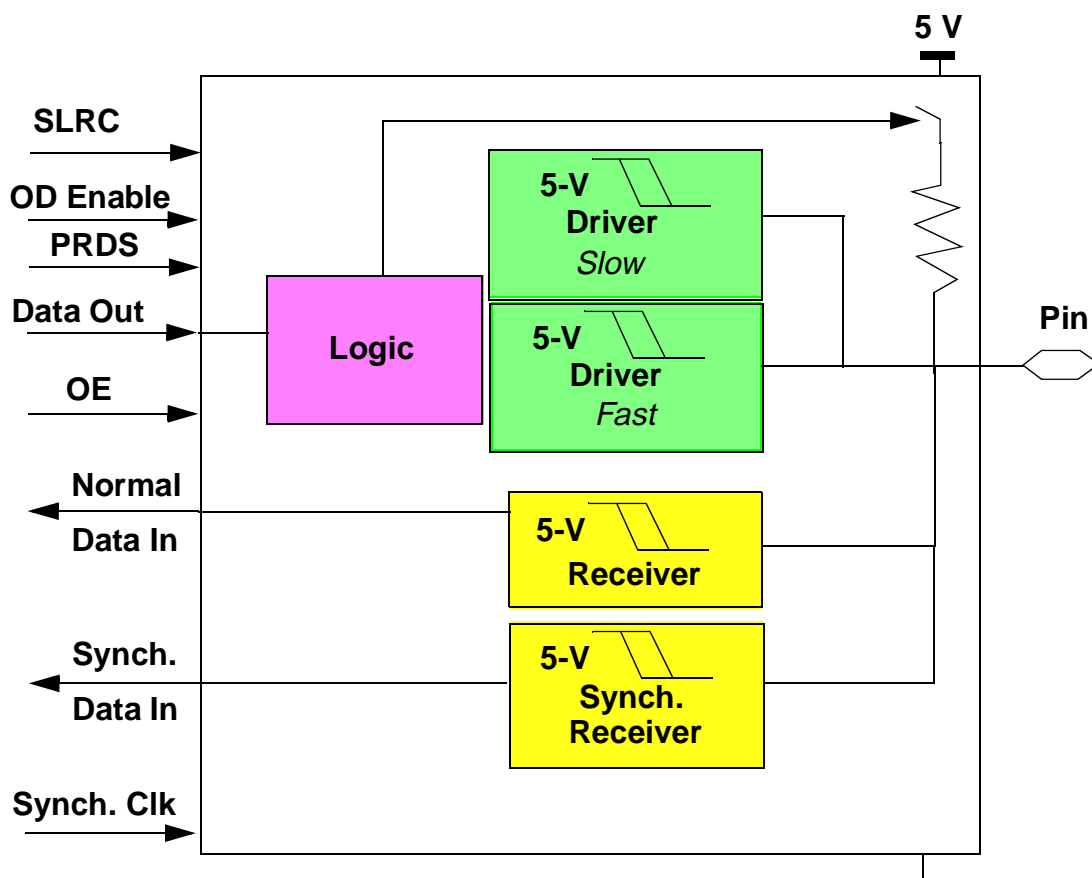 5 V
SLRC
OD Enable
PRDS
Data Out
OE
Normal
Data In
Synch.
Data In
Synch. Clk
Logic
5-V
Driver
Slow
5-V
Driver
Fast
5-V
Receiver
5-V
Synch.
Receiver
Pin